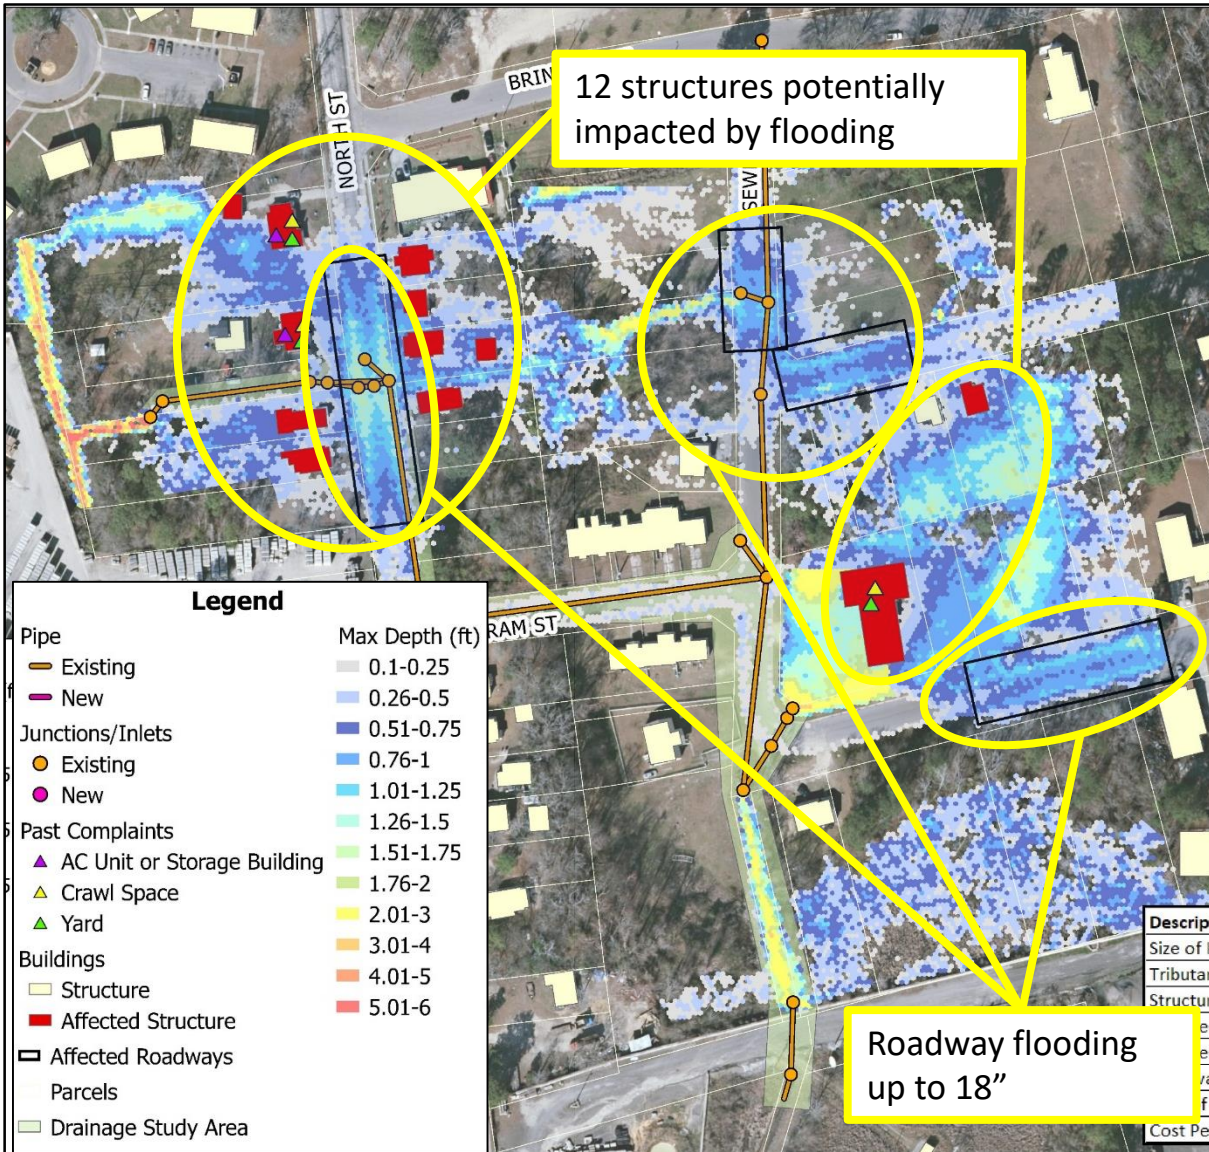 BRIN
12 structures potentially
impacted by flooding
NORTH ST
SEW
RAM ST
Legend
Pipe
Existing
New
Junctions/Inlets
Existing
New
Past Complaints
AC Unit or Storage Building
Crawl Space
Yard
Buildings
Structure
Affected Structure
Affected Roadways
Parcels
Drainage Study Area
Max Depth (ft)
0.1-0.25
0.26-0.5
0.51-0.75
0.76-1
1.01-1.25
1.26-1.5
1.51-1.75
1.76-2
2.01-3
3.01-4
4.01-5
5.01-6
Roadway flooding
up to 18”
Descrip
Size of
Tributar
Structur
Cost Pe